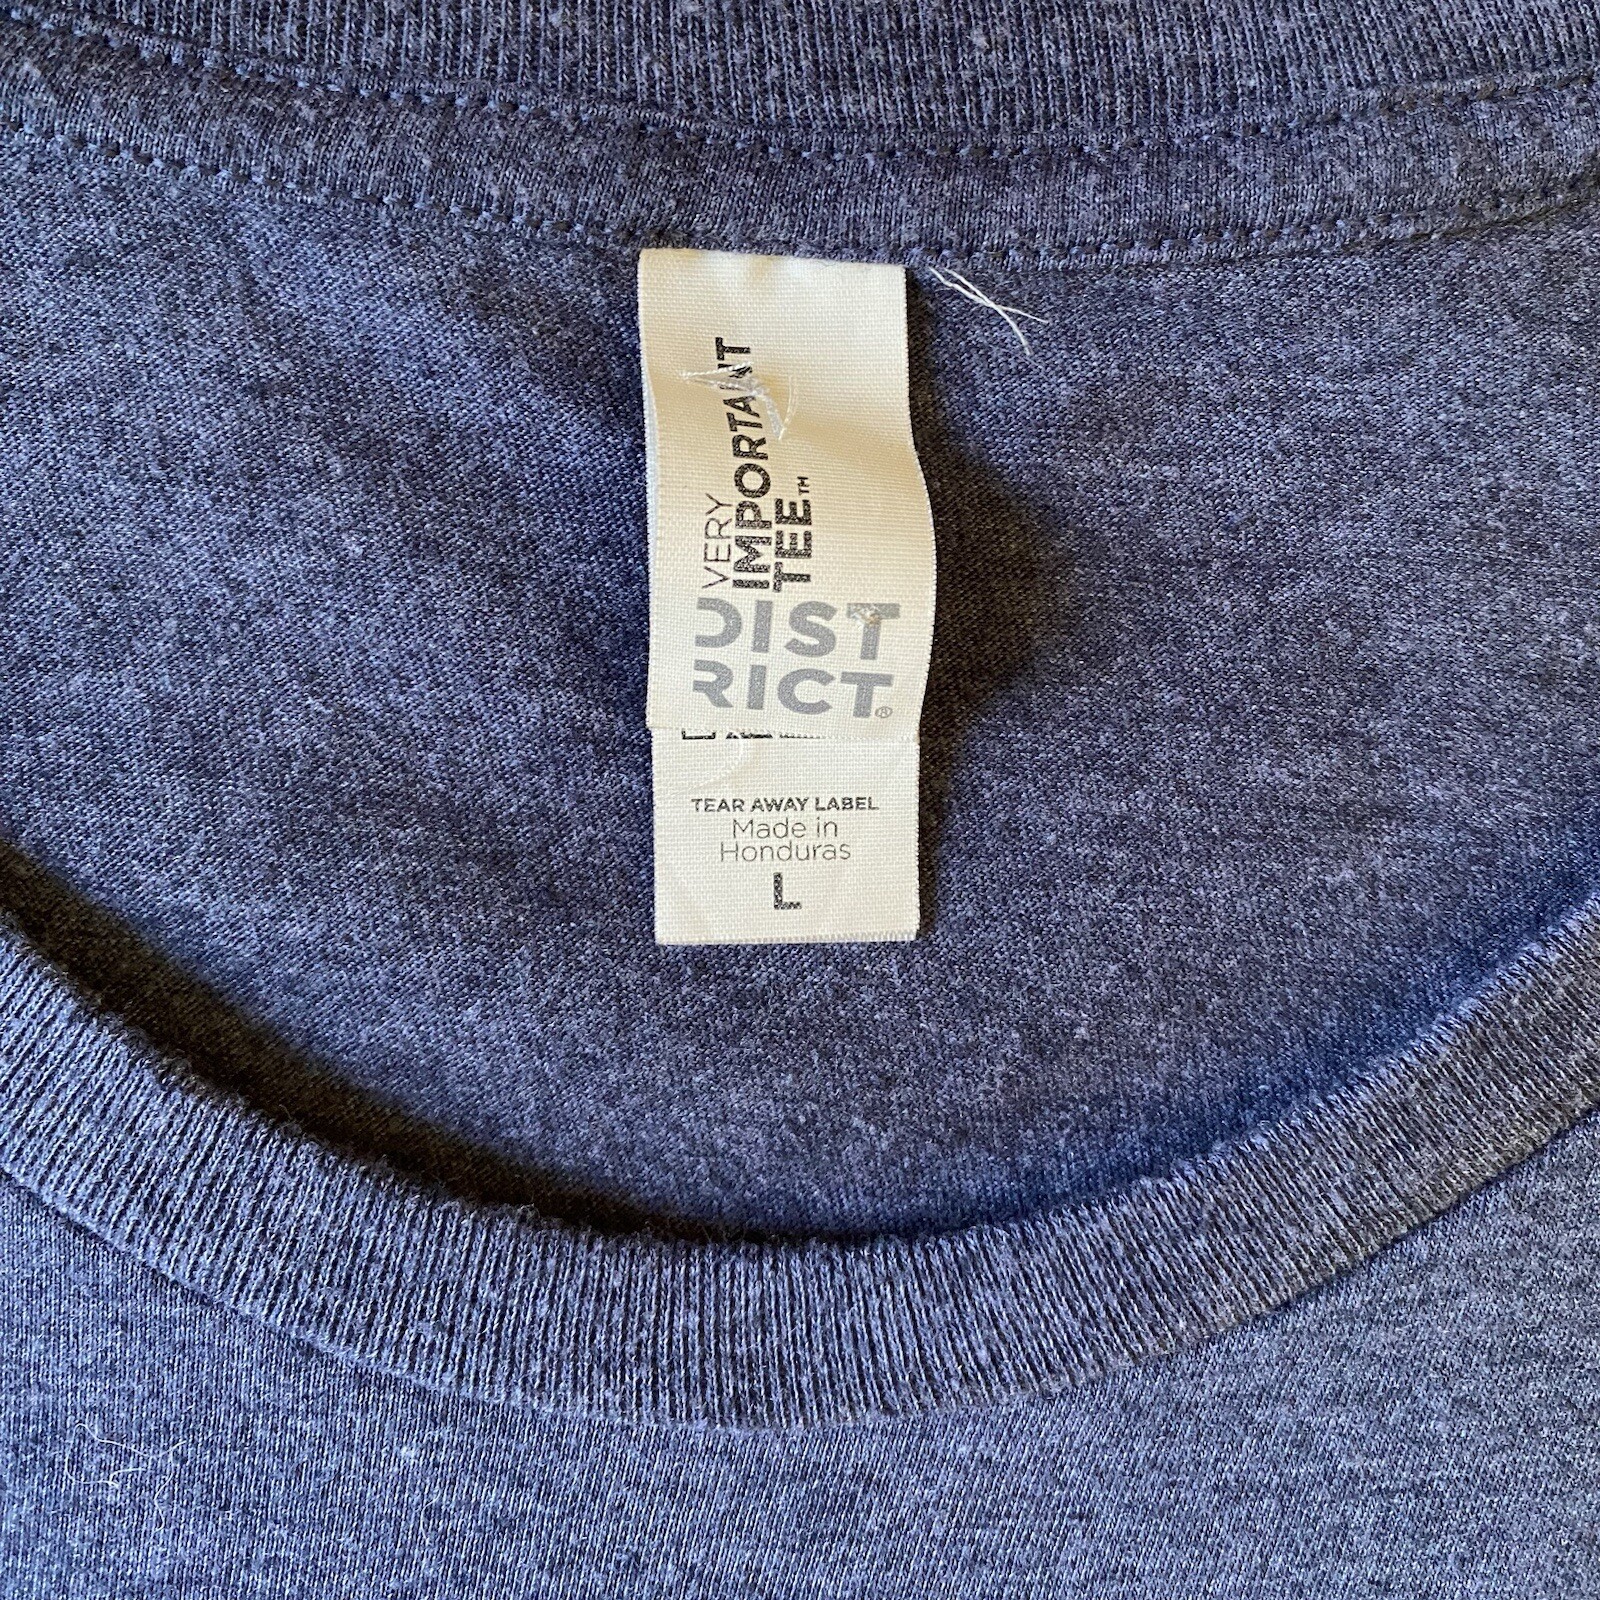 VERY
IMPORTANT
TEE™
DIST
RICT®
TEAR AWAY LABEL
Made in
Honduras
L